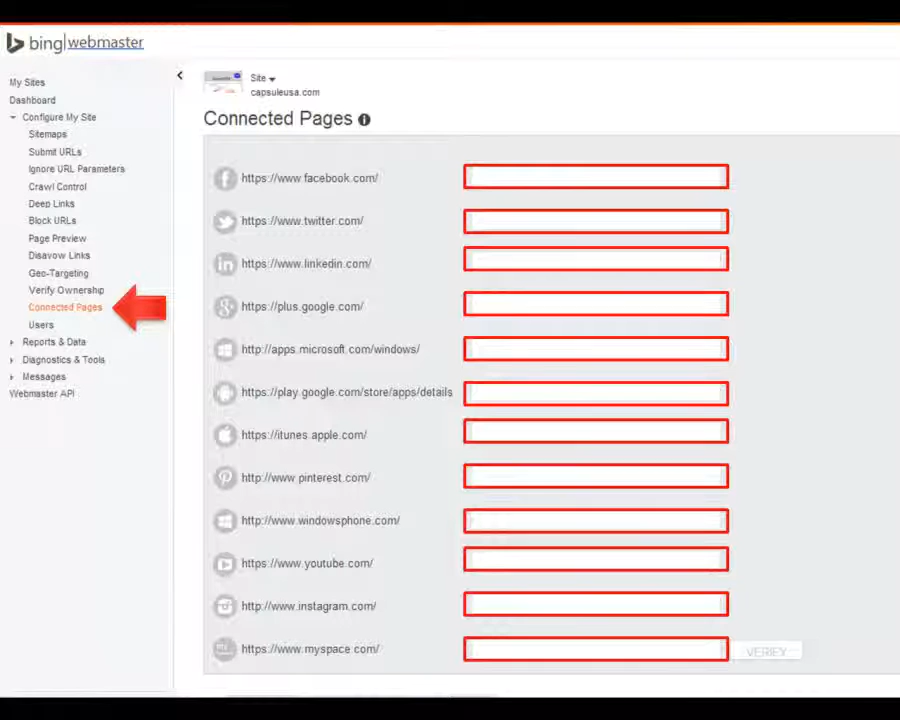 bing|webmaster
My Sites
Dashboard
Configure My Site
Sitemaps
Submit URLs
Ignore URL Parameters
Crawl Control
Deep Links
Block URLs
Page Preview
Disavow Links
Geo-Targeting
Verify Ownership
Connected Pages
Users
Reports & Data
Diagnostics & Tools
Messages
Webmaster API
Site
capsuleusa.com
Connected Pages
https://www.facebook.com/
https://www.twitter.com/
https://www.linkedin.com/
https://plus.google.com/
http://apps.microsoft.com/windows/
https://play.google.com/store/apps/details
https://itunes.apple.com/
http://www.pinterest.com/
http://www.windowsphone.com/
https://www.youtube.com/
http://www.instagram.com/
https://www.myspace.com/
VERIFY